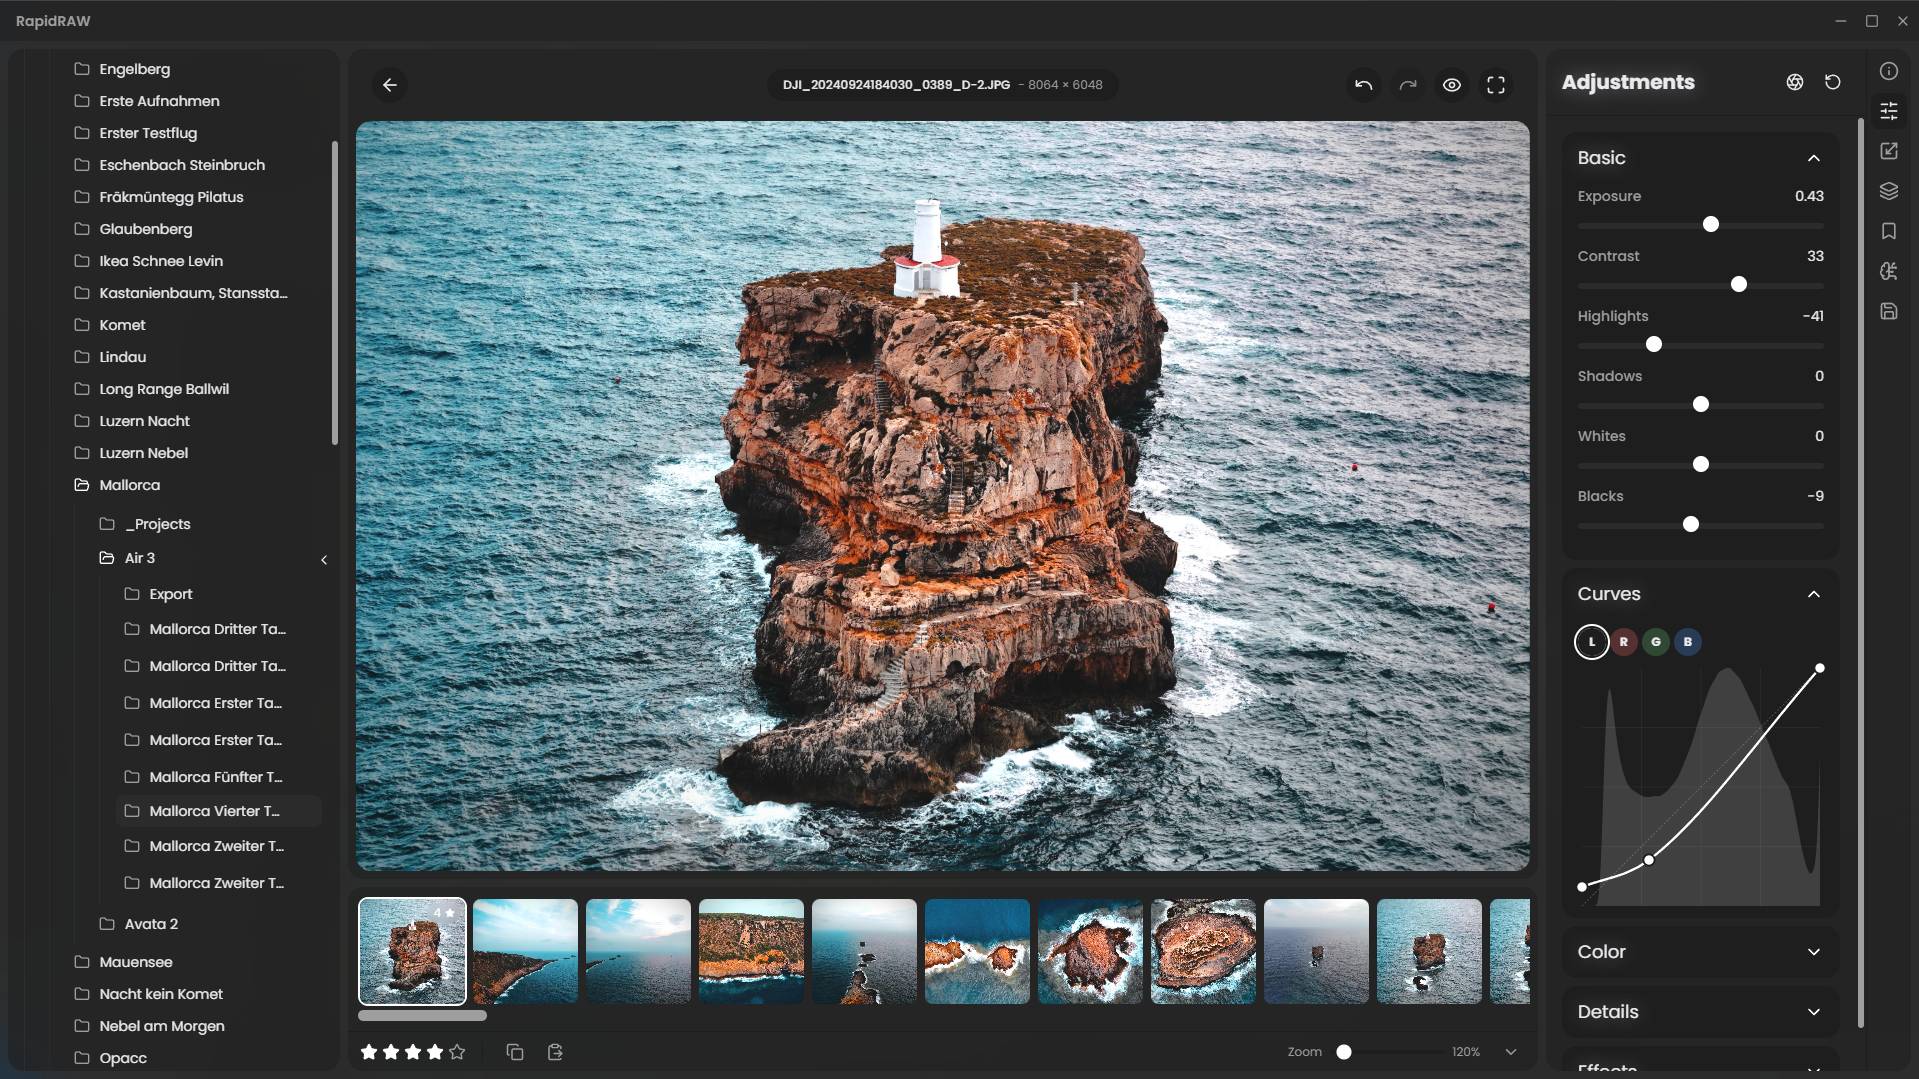 RapidRAW
Engelberg
Erste Aufnahmen
Erster Testflug
Eschenbach Steinbruch
Fräkmüntegg Pilatus
Glaubenberg
Ikea Schnee Levin
Kastanienbaum, Stanssta...
Komet
Lindau
Long Range Ballwil
Luzern Nacht
Luzern Nebel
Mallorca
_Projects
Air 3
Export
Mallorca Dritter Ta...
Mallorca Dritter Ta...
Mallorca Erster Ta...
Mallorca Erster Ta...
Mallorca Fünfter T...
Mallorca Vierter T...
Mallorca Zweiter T...
Mallorca Zweiter T...
Avata 2
Mauensee
Nacht kein Komet
Nebel am Morgen
Opacc
DJI_20240924184030_0389_D-2.JPG - 8064 × 6048
4
Zoom 120%
Adjustments
Basic
Exposure 0.43
Contrast 33
Highlights -41
Shadows 0
Whites 0
Blacks -9
Curves
L R G B
Color
Details
Effects